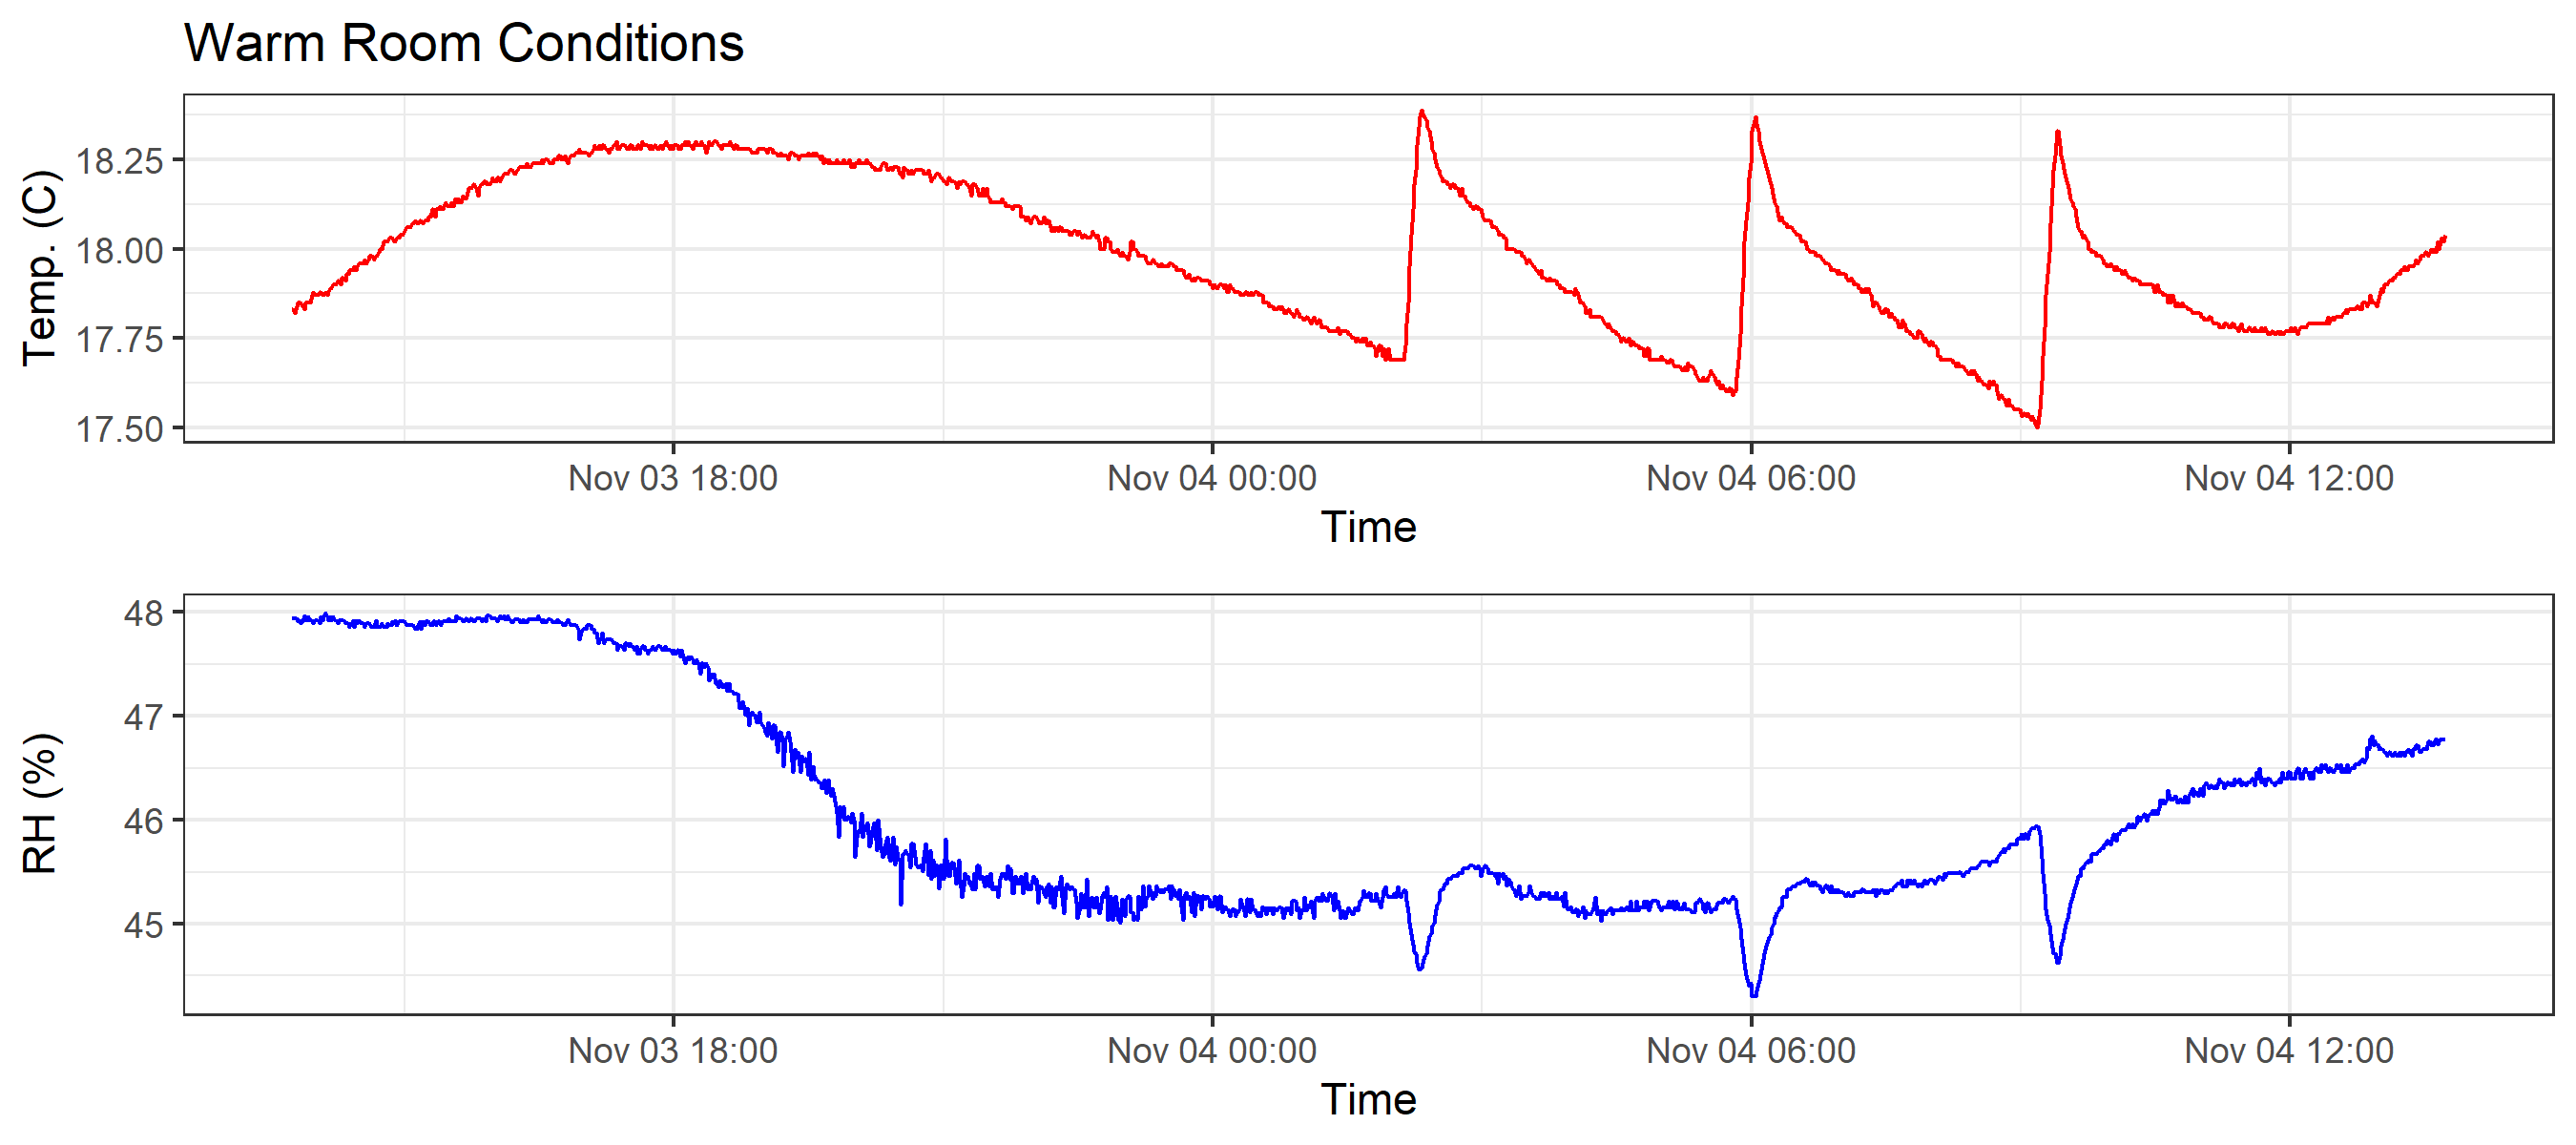 Warm Room Conditions
Temp. (C)
18.25
18.00
17.75
17.50
Nov 03 18:00 Nov 04 00:00 Nov 04 06:00 Nov 04 12:00
Time
RH (%)
48
47
46
45
Nov 03 18:00 Nov 04 00:00 Nov 04 06:00 Nov 04 12:00
Time